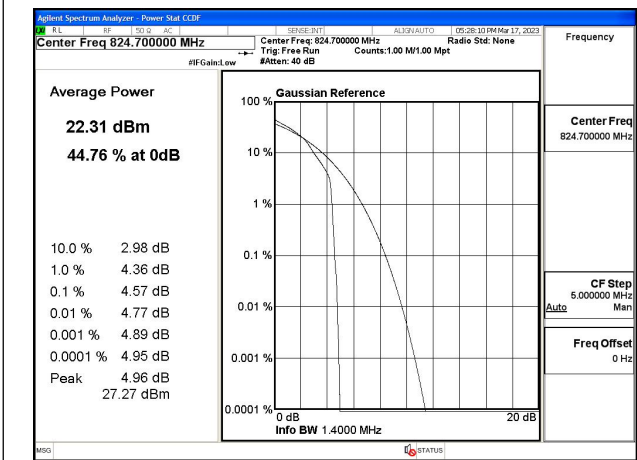 Agilent Spectrum Analyzer - Power Stat CCDF
RL RF 50 Ω AC SENSE:INT ALIGN AUTO 05:28:10 PM Mar 17, 2023
Center Freq 824.700000 MHz
Center Freq: 824.700000 MHz Radio Std: None
Trig: Free Run Counts:1.00 M/1.00 Mpt
#IFGain:Low #Atten: 40 dB
Frequency
Average Power
22.31 dBm
44.76 % at 0dB
10.0 % 2.98 dB
1.0 % 4.36 dB
0.1 % 4.57 dB
0.01 % 4.77 dB
0.001 % 4.89 dB
0.0001 % 4.95 dB
Peak 4.96 dB
27.27 dBm
Gaussian Reference
100 %
10 %
1 %
0.1 %
0.01 %
0.001 %
0.0001 %
0 dB 20 dB
Info BW 1.4000 MHz
Center Freq
824.700000 MHz
CF Step
5.000000 MHz
Auto Man
Freq Offset
0 Hz
MSG STATUS